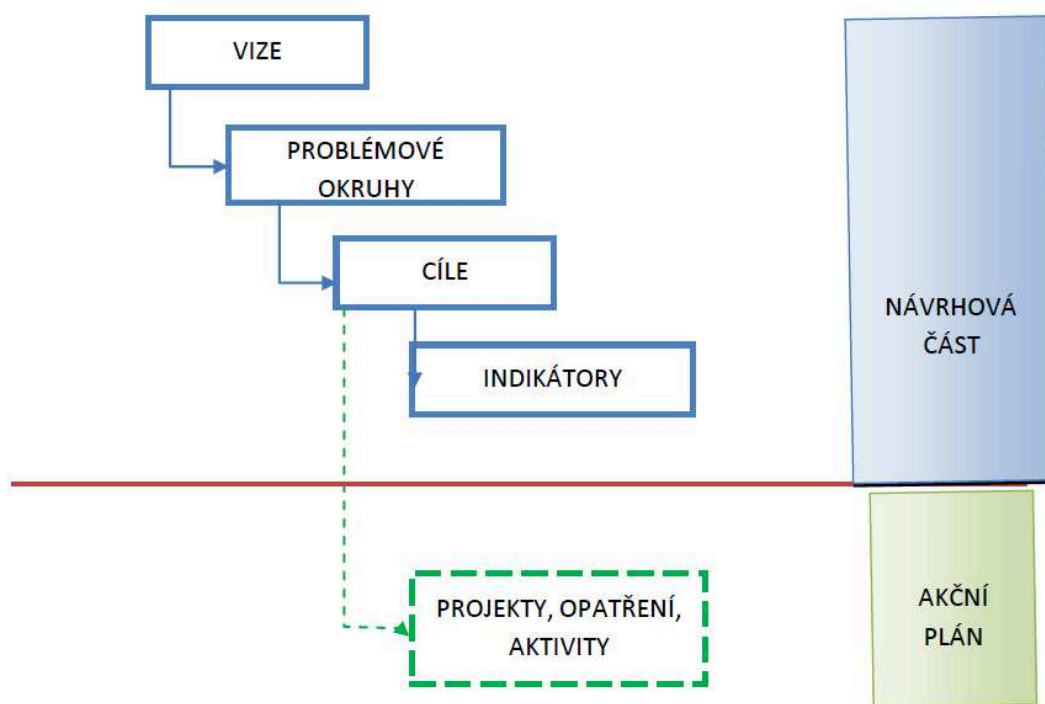 VIZE
PROBLÉMOVÉ
OKRUHY
CÍLE
INDIKÁTORY
NÁVRHOVÁ
ČÁST
PROJEKTY, OPATŘENÍ,
AKTIVITY
AKČNÍ
PLÁN